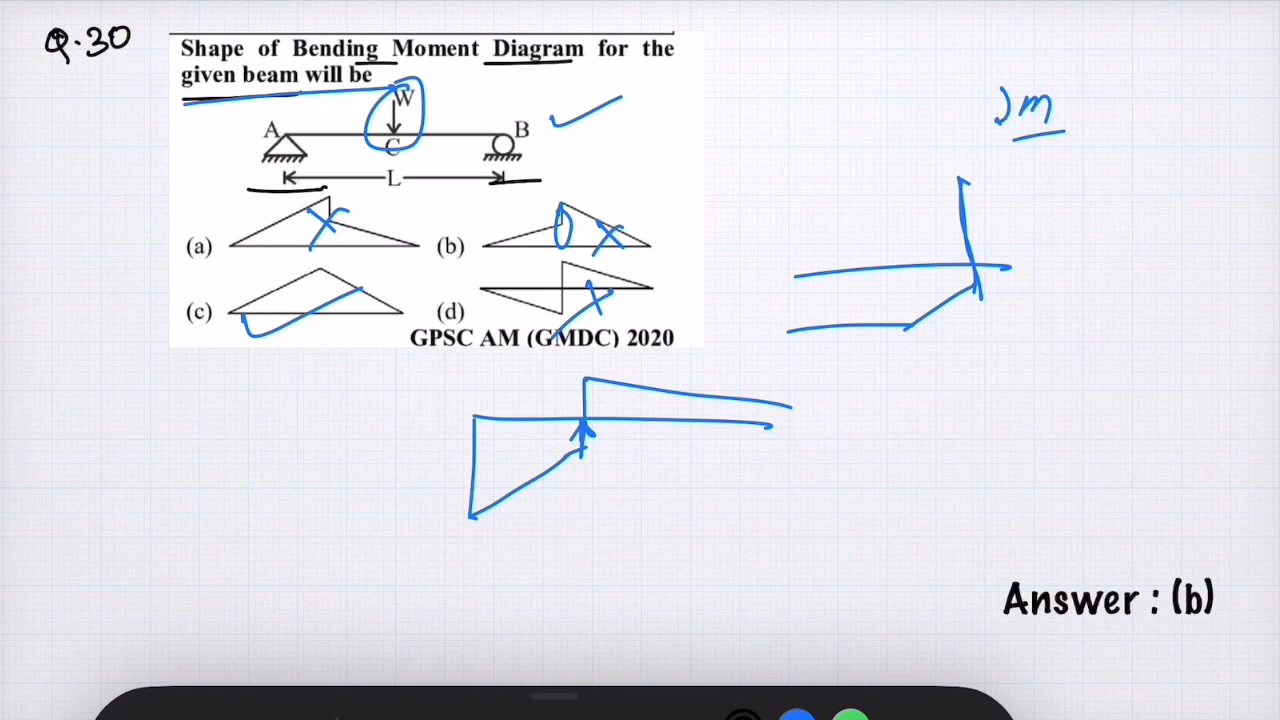 Q.30
Shape of Bending Moment Diagram for the
given beam will be
W
A
B
C
L
(a)
(b)
(c)
(d)
GPSC AM (GMDC) 2020
m
Answer : (b)